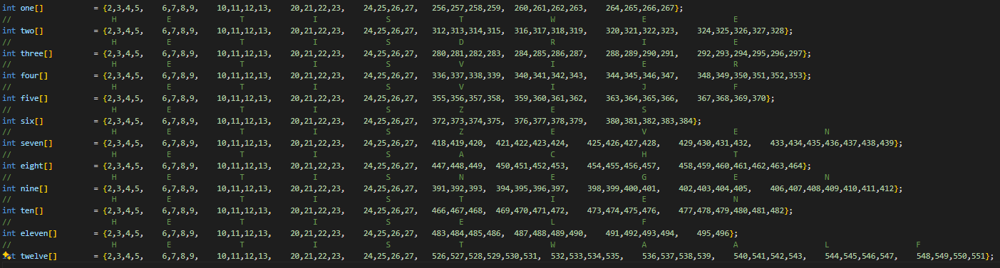 int one[] = {2,3,4,5, 6,7,8,9, 10,11,12,13, 20,21,22,23, 24,25,26,27, 256,257,258,259, 260,261,262,263, 264,265,266,267};
// H E T I S T W E E
int two[] = {2,3,4,5, 6,7,8,9, 10,11,12,13, 20,21,22,23, 24,25,26,27, 312,313,314,315, 316,317,318,319, 320,321,322,323, 324,325,326,327,328};
// H E T I S D R I E
int three[] = {2,3,4,5, 6,7,8,9, 10,11,12,13, 20,21,22,23, 24,25,26,27, 280,281,282,283, 284,285,286,287, 288,289,290,291, 292,293,294,295,296,297};
// H E T I S V I E R
int four[] = {2,3,4,5, 6,7,8,9, 10,11,12,13, 20,21,22,23, 24,25,26,27, 336,337,338,339, 340,341,342,343, 344,345,346,347, 348,349,350,351,352,353};
// H E T I S V I J F
int five[] = {2,3,4,5, 6,7,8,9, 10,11,12,13, 20,21,22,23, 24,25,26,27, 355,356,357,358, 359,360,361,362, 363,364,365,366, 367,368,369,370};
// H E T I S Z E S
int six[] = {2,3,4,5, 6,7,8,9, 10,11,12,13, 20,21,22,23, 24,25,26,27, 372,373,374,375, 376,377,378,379, 380,381,382,383,384};
// H E T I S Z E V E N
int seven[] = {2,3,4,5, 6,7,8,9, 10,11,12,13, 20,21,22,23, 24,25,26,27, 418,419,420, 421,422,423,424, 425,426,427,428, 429,430,431,432, 433,434,435,436,437,438,439};
// H E T I S A C H T
int eight[] = {2,3,4,5, 6,7,8,9, 10,11,12,13, 20,21,22,23, 24,25,26,27, 447,448,449, 450,451,452,453, 454,455,456,457, 458,459,460,461,462,463,464};
// H E T I S N E G E N
int nine[] = {2,3,4,5, 6,7,8,9, 10,11,12,13, 20,21,22,23, 24,25,26,27, 391,392,393, 394,395,396,397, 398,399,400,401, 402,403,404,405, 406,407,408,409,410,411,412};
// H E T I S T I E N
int ten[] = {2,3,4,5, 6,7,8,9, 10,11,12,13, 20,21,22,23, 24,25,26,27, 466,467,468, 469,470,471,472, 473,474,475,476, 477,478,479,480,481,482};
// H E T I S E L F
int eleven[] = {2,3,4,5, 6,7,8,9, 10,11,12,13, 20,21,22,23, 24,25,26,27, 483,484,485,486, 487,488,489,490, 491,492,493,494, 495,496};
// H E T I S T W A A L F
int twelve[] = {2,3,4,5, 6,7,8,9, 10,11,12,13, 20,21,22,23, 24,25,26,27, 526,527,528,529,530,531, 532,533,534,535, 536,537,538,539, 540,541,542,543, 544,545,546,547, 548,549,550,551};